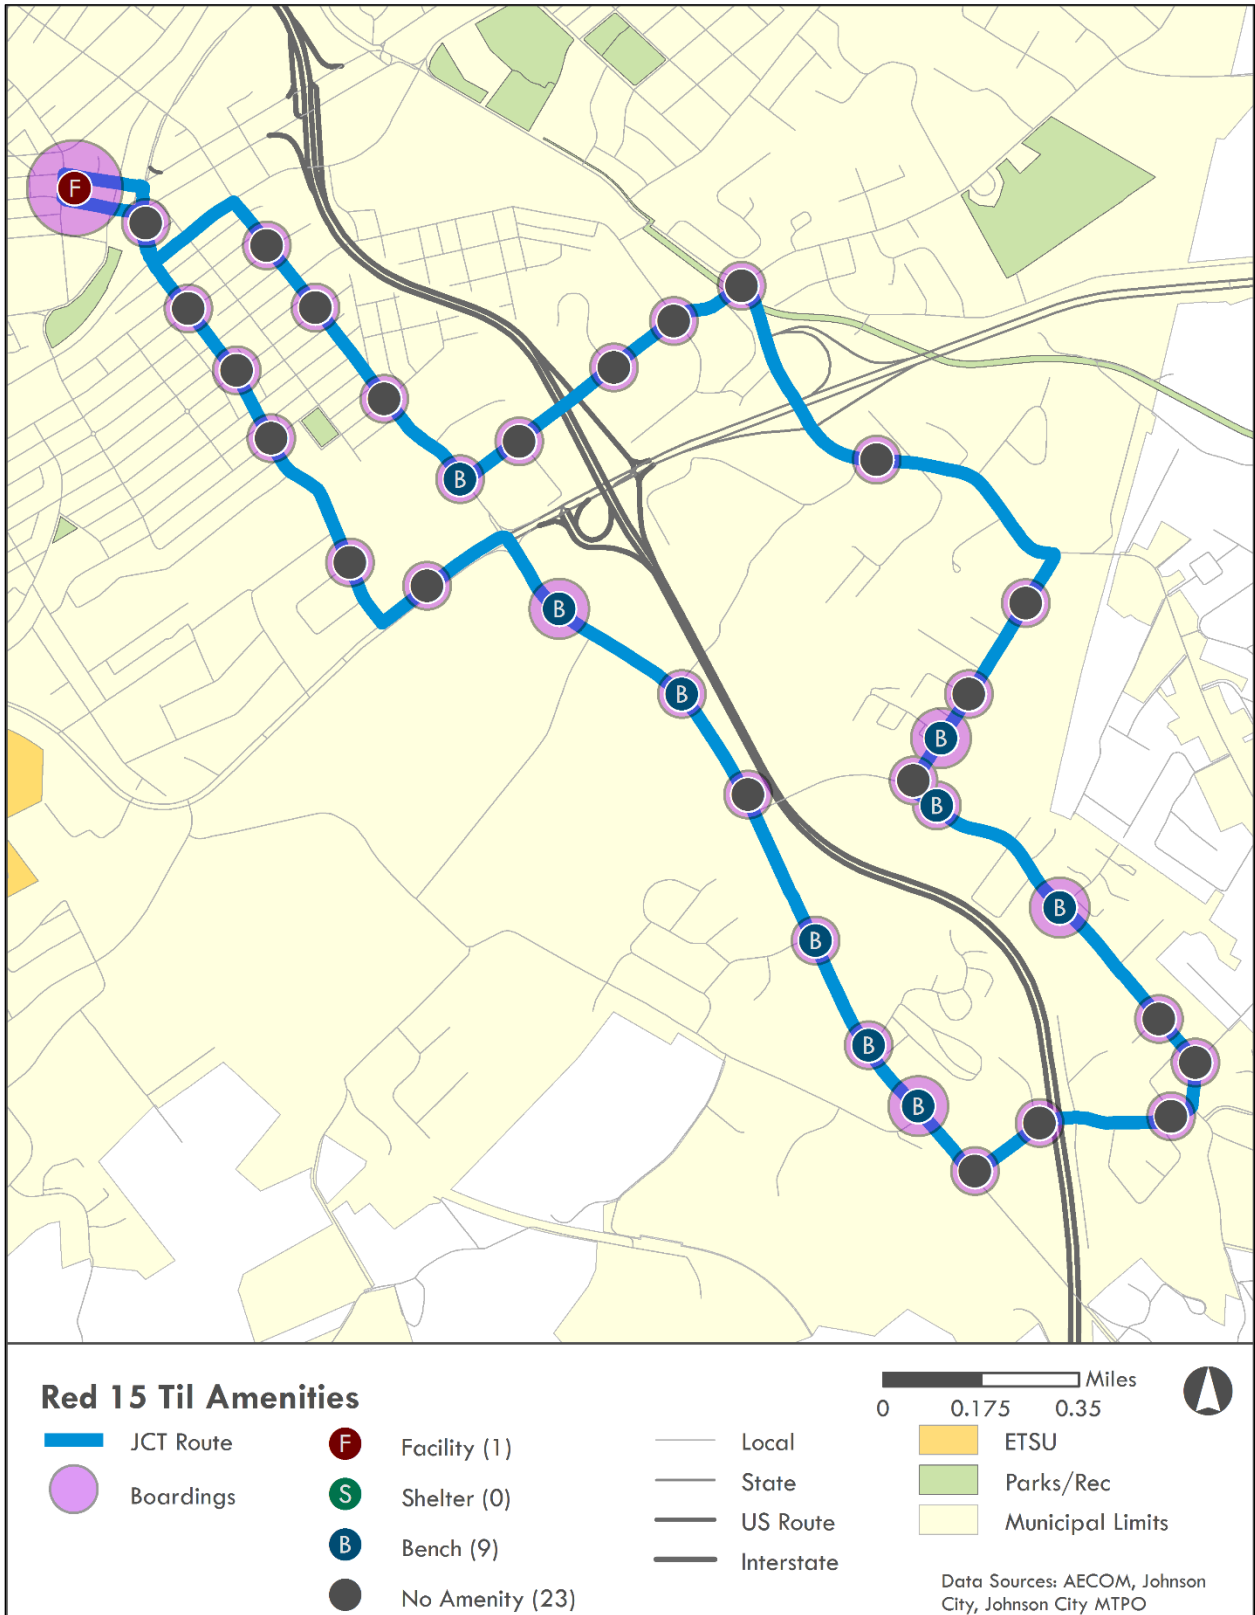 F
B
B
B
B
B
B
B
B
B
Red 15 Til Amenities
JCT Route
Boardings
F Facility (1)
S Shelter (0)
B Bench (9)
No Amenity (23)
Local
State
US Route
Interstate
Miles
0 0.175 0.35
ETSU
Parks/Rec
Municipal Limits
Data Sources: AECOM, Johnson
City, Johnson City MTPO